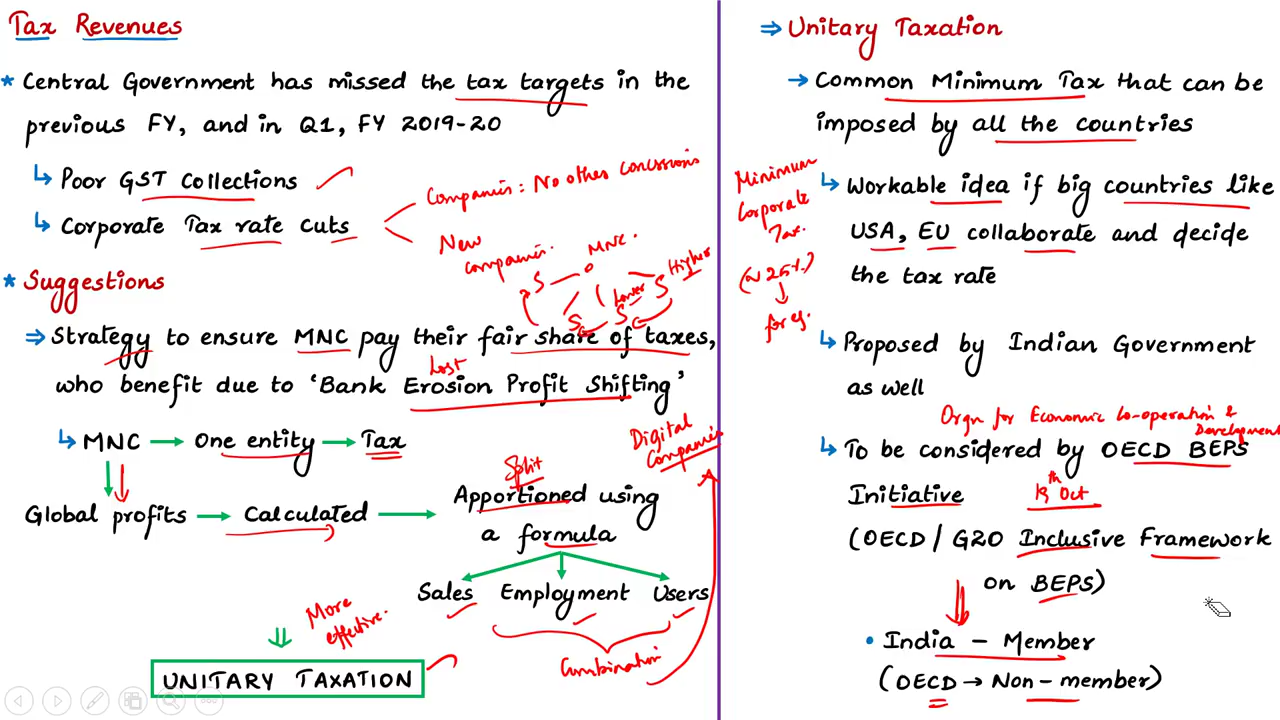 Tax Revenues
* Central Government has missed the tax targets in the
previous FY, and in Q1, FY 2019-20
↳ Poor GST Collections
↳ Corporate Tax rate cuts
Companies: No other concessions
New
companies.
* Suggestions
MNC.
S
S
S
S
Lower
Higher
⇒ Strategy to ensure MNC pay their fair share of taxes,
Lost
who benefit due to 'Bank Erosion Profit Shifting'
↳ MNC → One entity → Tax
Digital
Companies
Split
Global profits → Calculated → Apportioned using
a formula
Sales Employment Users
More
effective.
Combination
UNITARY TAXATION
⇒ Unitary Taxation
→ Common Minimum Tax that can be
imposed by all the countries
Minimum
Corporate
Tax.
(~25%)
for eg.
↳ Workable idea if big countries like
USA, EU collaborate and decide
the tax rate
↳ Proposed by Indian Government
as well
Orgn for Economic Co-operation &
Development
↳ To be considered by OECD BEPS
Initiative
th Oct
(OECD / G20 Inclusive Framework
on BEPS)
• India - Member
(OECD → Non-member)